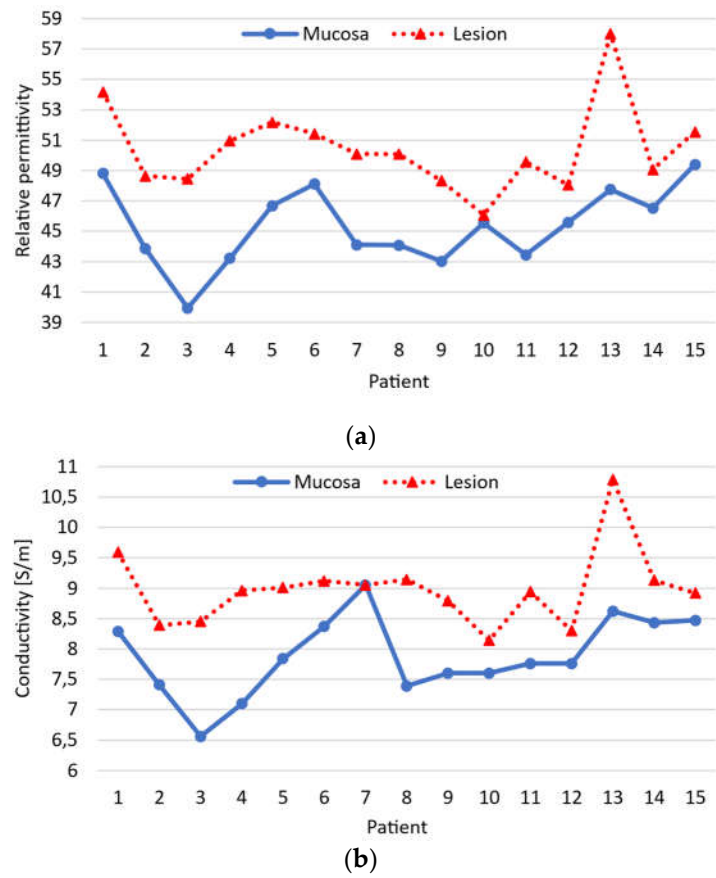 59
57
55
53
51
49
47
45
43
41
39
Relative permittivity
Mucosa Lesion
1 2 3 4 5 6 7 8 9 10 11 12 13 14 15
Patient
(a)
11
10,5
10
9,5
9
8,5
8
7,5
7
6,5
6
Conductivity [S/m]
Mucosa Lesion
1 2 3 4 5 6 7 8 9 10 11 12 13 14 15
Patient
(b)